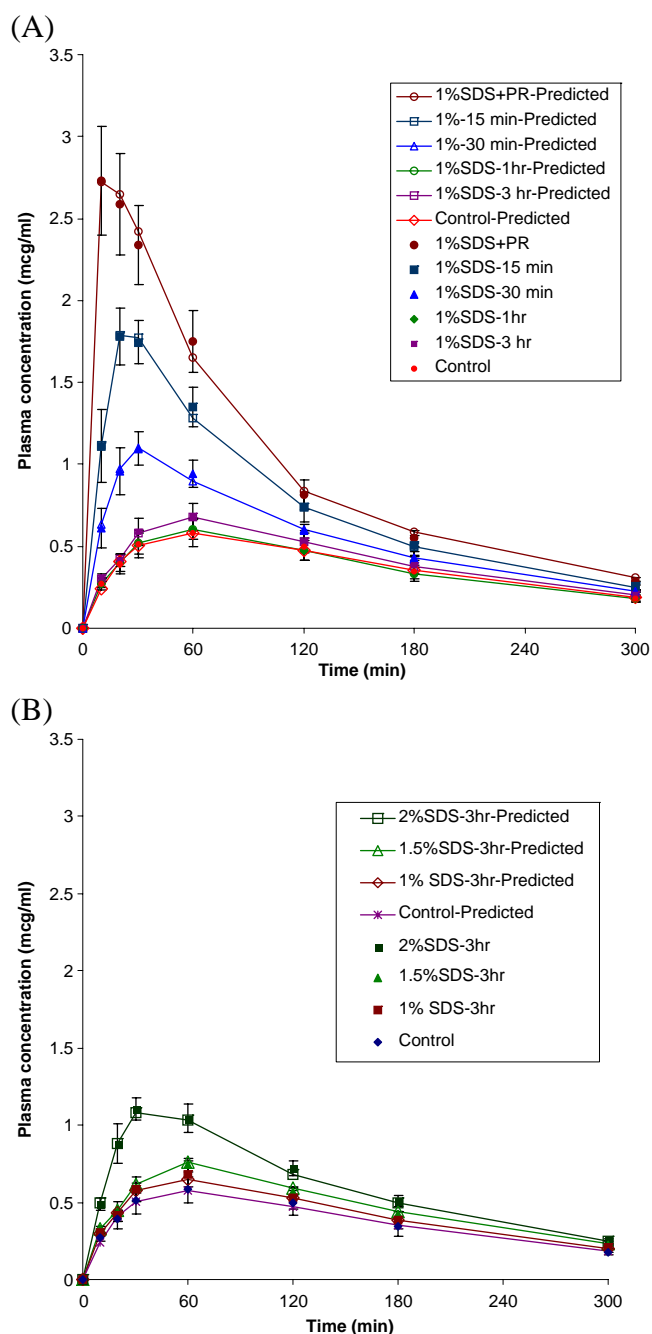 (A)
3.5
3
2.5
2
1.5
1
0.5
0
Plasma concentration (mcg/ml)
1%SDS+PR-Predicted
1%-15 min-Predicted
1%-30 min-Predicted
1%SDS-1hr-Predicted
1%SDS-3 hr-Predicted
Control-Predicted
1%SDS+PR
1%SDS-15 min
1%SDS-30 min
1%SDS-1hr
1%SDS-3 hr
Control
0 60 120 180 240 300
Time (min)
(B)
3.5
3
2.5
2
1.5
1
0.5
0
Plasma concentration (mcg/ml)
2%SDS-3hr-Predicted
1.5%SDS-3hr-Predicted
1% SDS-3hr-Predicted
Control-Predicted
2%SDS-3hr
1.5%SDS-3hr
1% SDS-3hr
Control
0 60 120 180 240 300
Time (min)